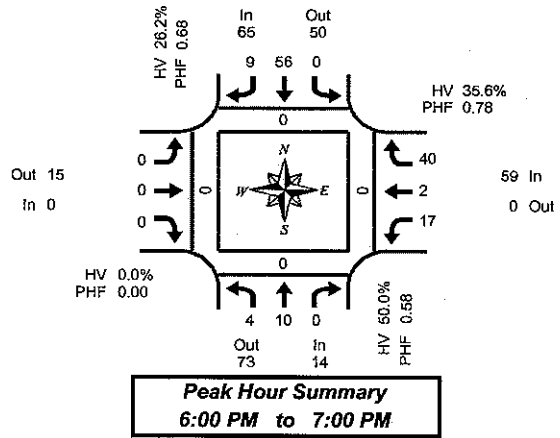 In Out
65 50
9 56 0
HV 26.2%
PHF 0.68
HV 35.6%
PHF 0.78
0
0
40
Out 15
0
0
N
W E
S
0
2
59 In
In 0
0
17
0 Out
HV 0.0%
PHF 0.00
0
4 10 0
Out In
73 14
HV 50.0%
PHF 0.58
Peak Hour Summary
6:00 PM to 7:00 PM